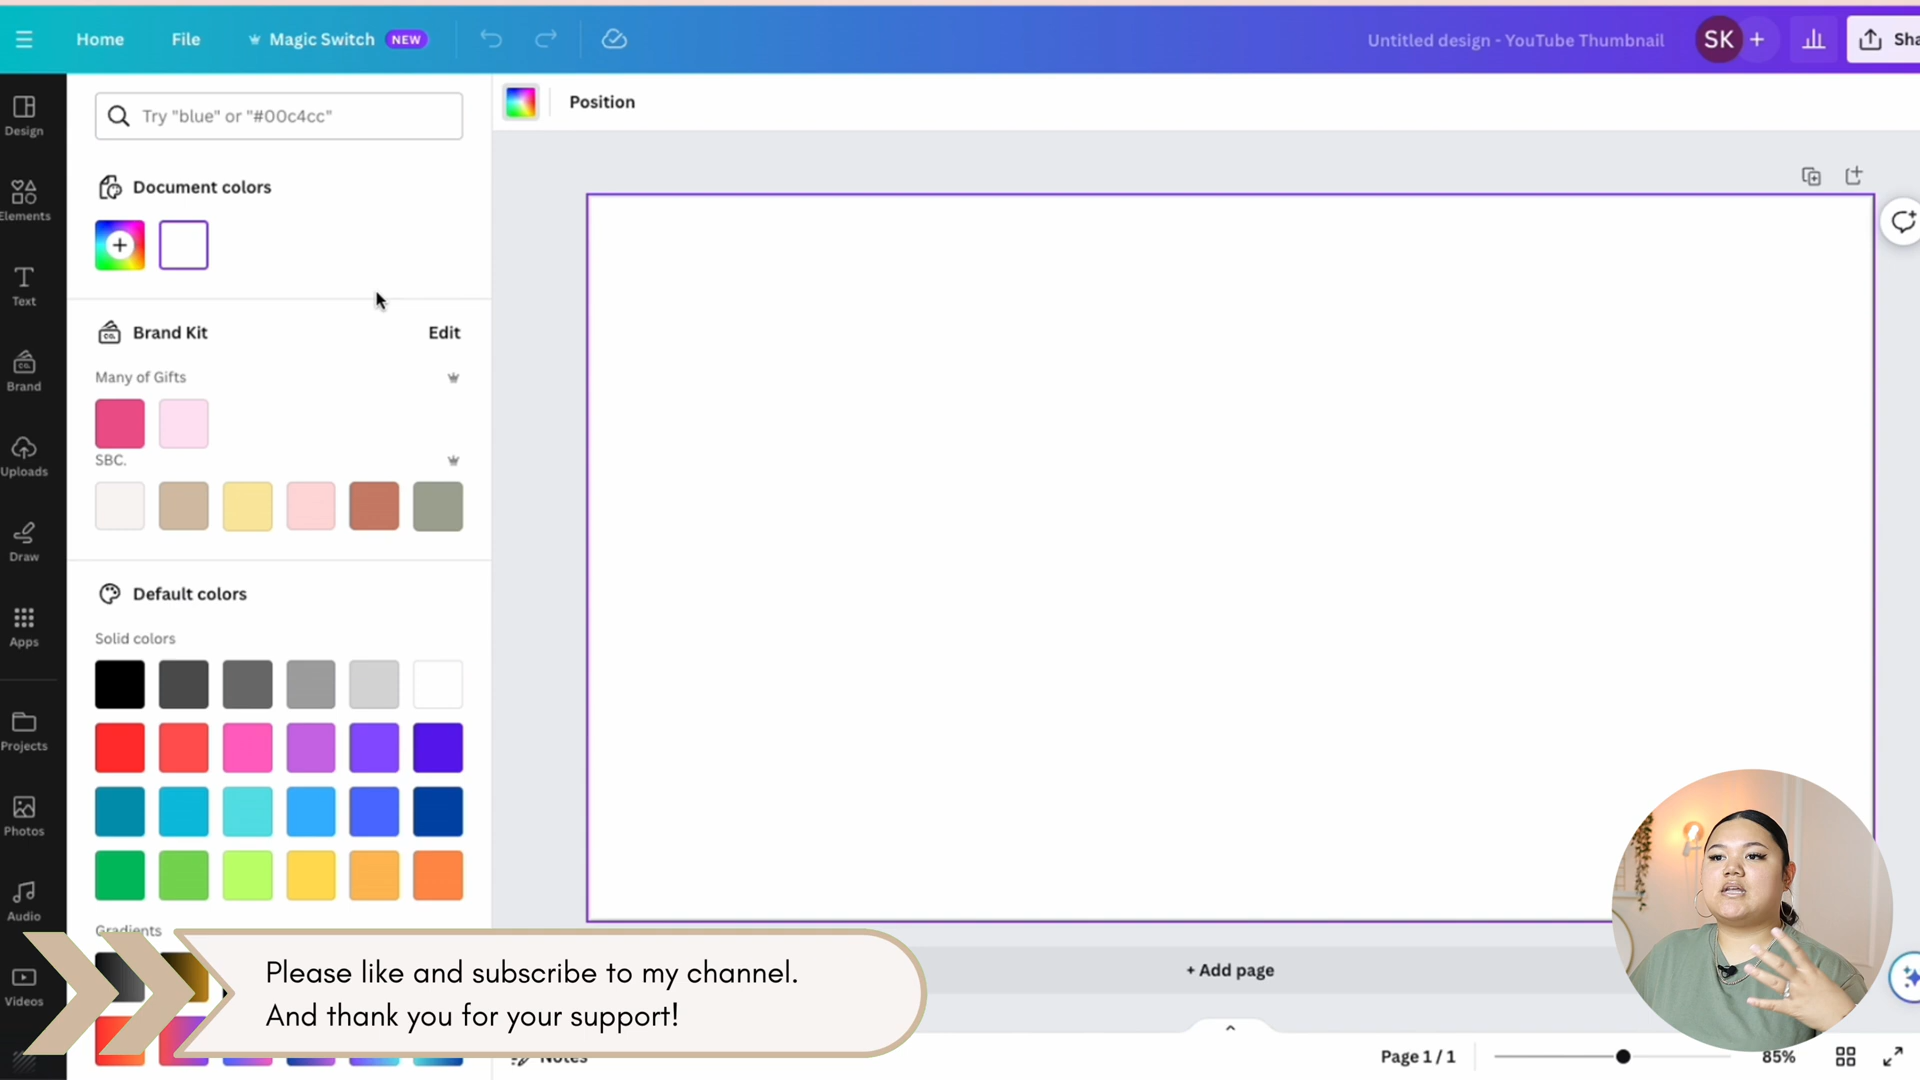 Home File Magic Switch NEW Untitled design - YouTube Thumbnail SK +
Design
Elements
Text
Brand
Uploads
Draw
Apps
Projects
Photos
Audio
Videos
Try "blue" or "#00c4cc"
Document colors
Brand Kit Edit
Many of Gifts
SBC.
Default colors
Solid colors
Gradients
Position
+ Add page
Please like and subscribe to my channel.
And thank you for your support!
Notes
Page 1 / 1 85%